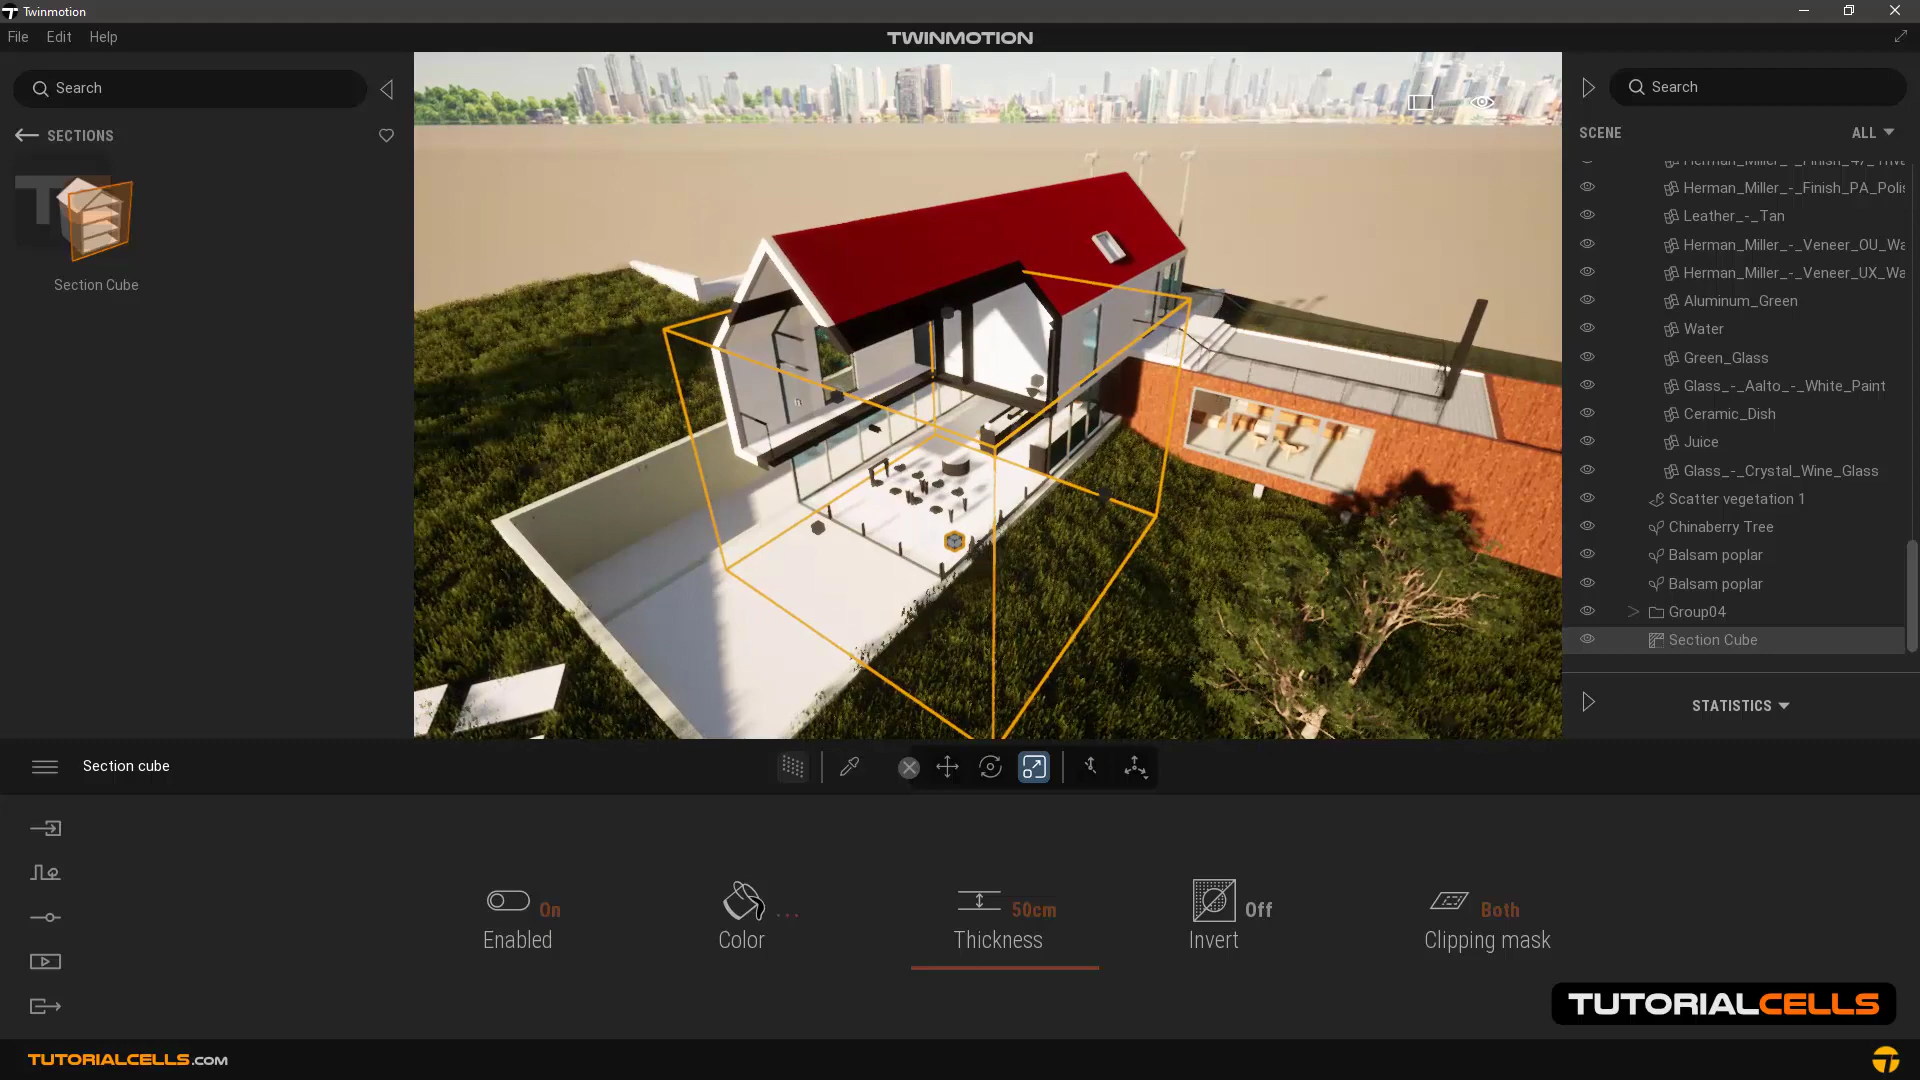 Twinmotion
File Edit Help
TWINMOTION
Search
SECTIONS
Section Cube
Search
SCENE ALL
Herman_Miller_-_Finish_PA_Polis
Leather_-_Tan
Herman_Miller_-_Veneer_OU_Wa
Herman_Miller_-_Veneer_UX_Wa
Aluminum_Green
Water
Green_Glass
Glass_-_Aalto_-_White_Paint
Ceramic_Dish
Juice
Glass_-_Crystal_Wine_Glass
Scatter vegetation 1
Chinaberry Tree
Balsam poplar
Balsam poplar
Group04
Section Cube
STATISTICS
Section cube
On
Enabled
...
Color
50cm
Thickness
Off
Invert
Both
Clipping mask
TUTORIALCELLS
TUTORIALCELLS.COM